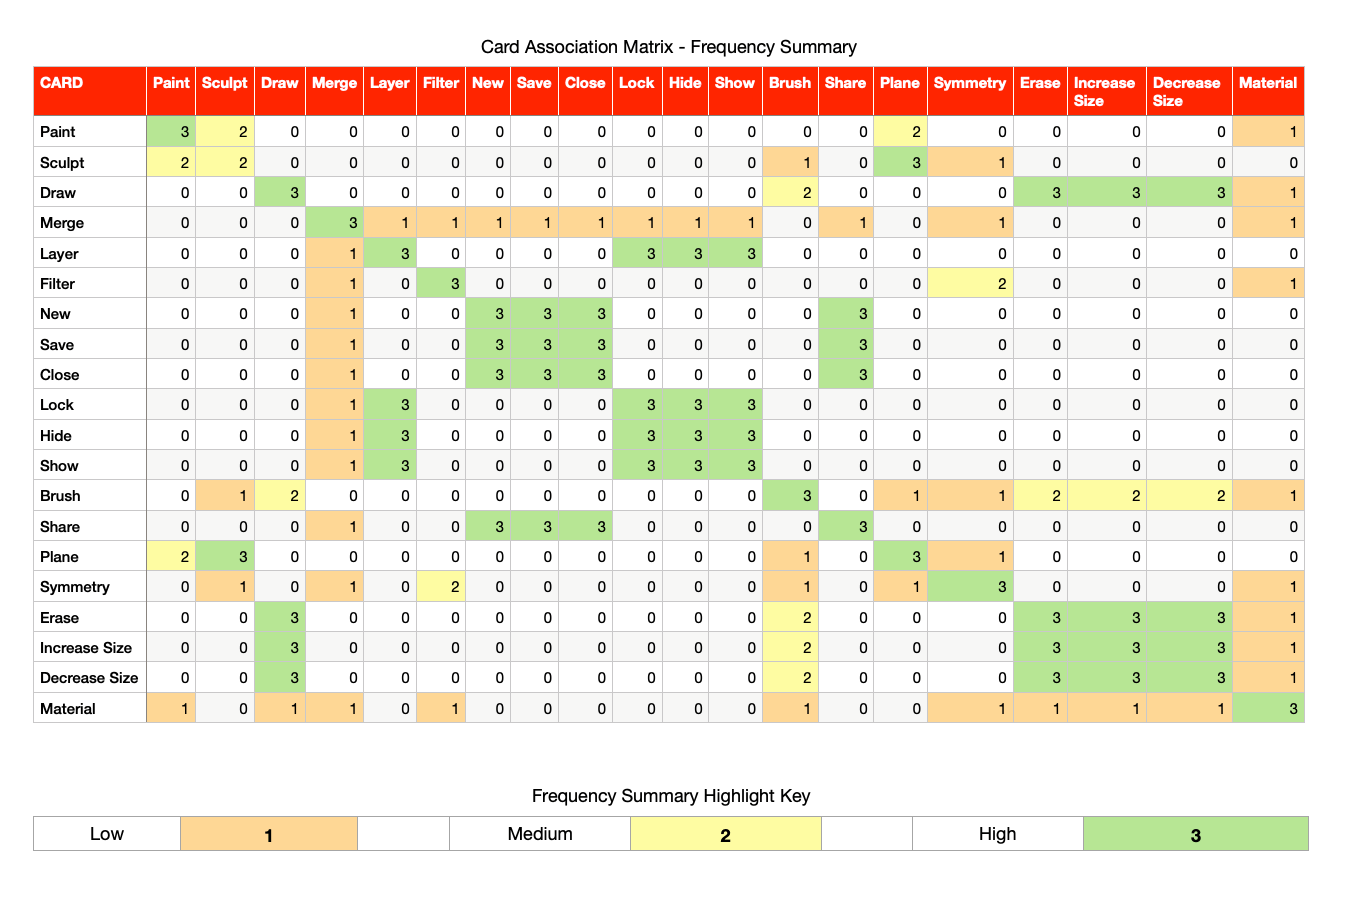 Card Association Matrix - Frequency Summary
CARD Paint Sculpt Draw Merge Layer Filter New Save Close Lock Hide Show Brush Share Plane Symmetry Erase Increase Size Decrease Size Material
Paint 3 2 0 0 0 0 0 0 0 0 0 0 0 0 2 0 0 0 0 1
Sculpt 2 2 0 0 0 0 0 0 0 0 0 0 1 0 3 1 0 0 0 0
Draw 0 0 3 0 0 0 0 0 0 0 0 0 2 0 0 0 3 3 3 1
Merge 0 0 0 3 1 1 1 1 1 1 1 1 0 1 0 1 0 0 0 1
Layer 0 0 0 1 3 0 0 0 0 3 3 3 0 0 0 0 0 0 0 0
Filter 0 0 0 1 0 3 0 0 0 0 0 0 0 0 0 2 0 0 0 1
New 0 0 0 1 0 0 3 3 3 0 0 0 0 3 0 0 0 0 0 0
Save 0 0 0 1 0 0 3 3 3 0 0 0 0 3 0 0 0 0 0 0
Close 0 0 0 1 0 0 3 3 3 0 0 0 0 3 0 0 0 0 0 0
Lock 0 0 0 1 3 0 0 0 0 3 3 3 0 0 0 0 0 0 0 0
Hide 0 0 0 1 3 0 0 0 0 3 3 3 0 0 0 0 0 0 0 0
Show 0 0 0 1 3 0 0 0 0 3 3 3 0 0 0 0 0 0 0 0
Brush 0 1 2 0 0 0 0 0 0 0 0 0 3 0 1 1 2 2 2 1
Share 0 0 0 1 0 0 3 3 3 0 0 0 0 3 0 0 0 0 0 0
Plane 2 3 0 0 0 0 0 0 0 0 0 0 1 0 3 1 0 0 0 0
Symmetry 0 1 0 1 0 2 0 0 0 0 0 0 1 0 1 3 0 0 0 1
Erase 0 0 3 0 0 0 0 0 0 0 0 0 2 0 0 0 3 3 3 1
Increase Size 0 0 3 0 0 0 0 0 0 0 0 0 2 0 0 0 3 3 3 1
Decrease Size 0 0 3 0 0 0 0 0 0 0 0 0 2 0 0 0 3 3 3 1
Material 1 0 1 1 0 1 0 0 0 0 0 0 1 0 0 1 1 1 1 3
Frequency Summary Highlight Key
Low 1 Medium 2 High 3